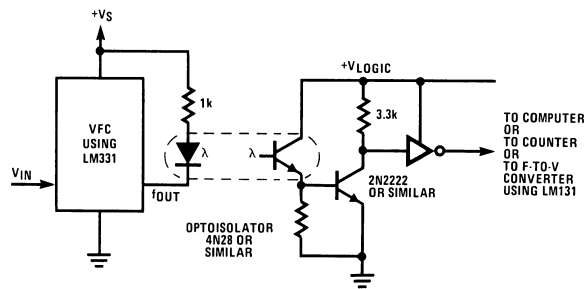 +VS
1k
VFC
USING
LM331
VIN
fOUT
λ
λ
+VLOGIC
3.3k
2N2222
OR SIMILAR
OPTOISOLATOR
4N28 OR
SIMILAR
TO COMPUTER
OR
TO COUNTER
OR
TO F-TO-V
CONVERTER
USING LM131